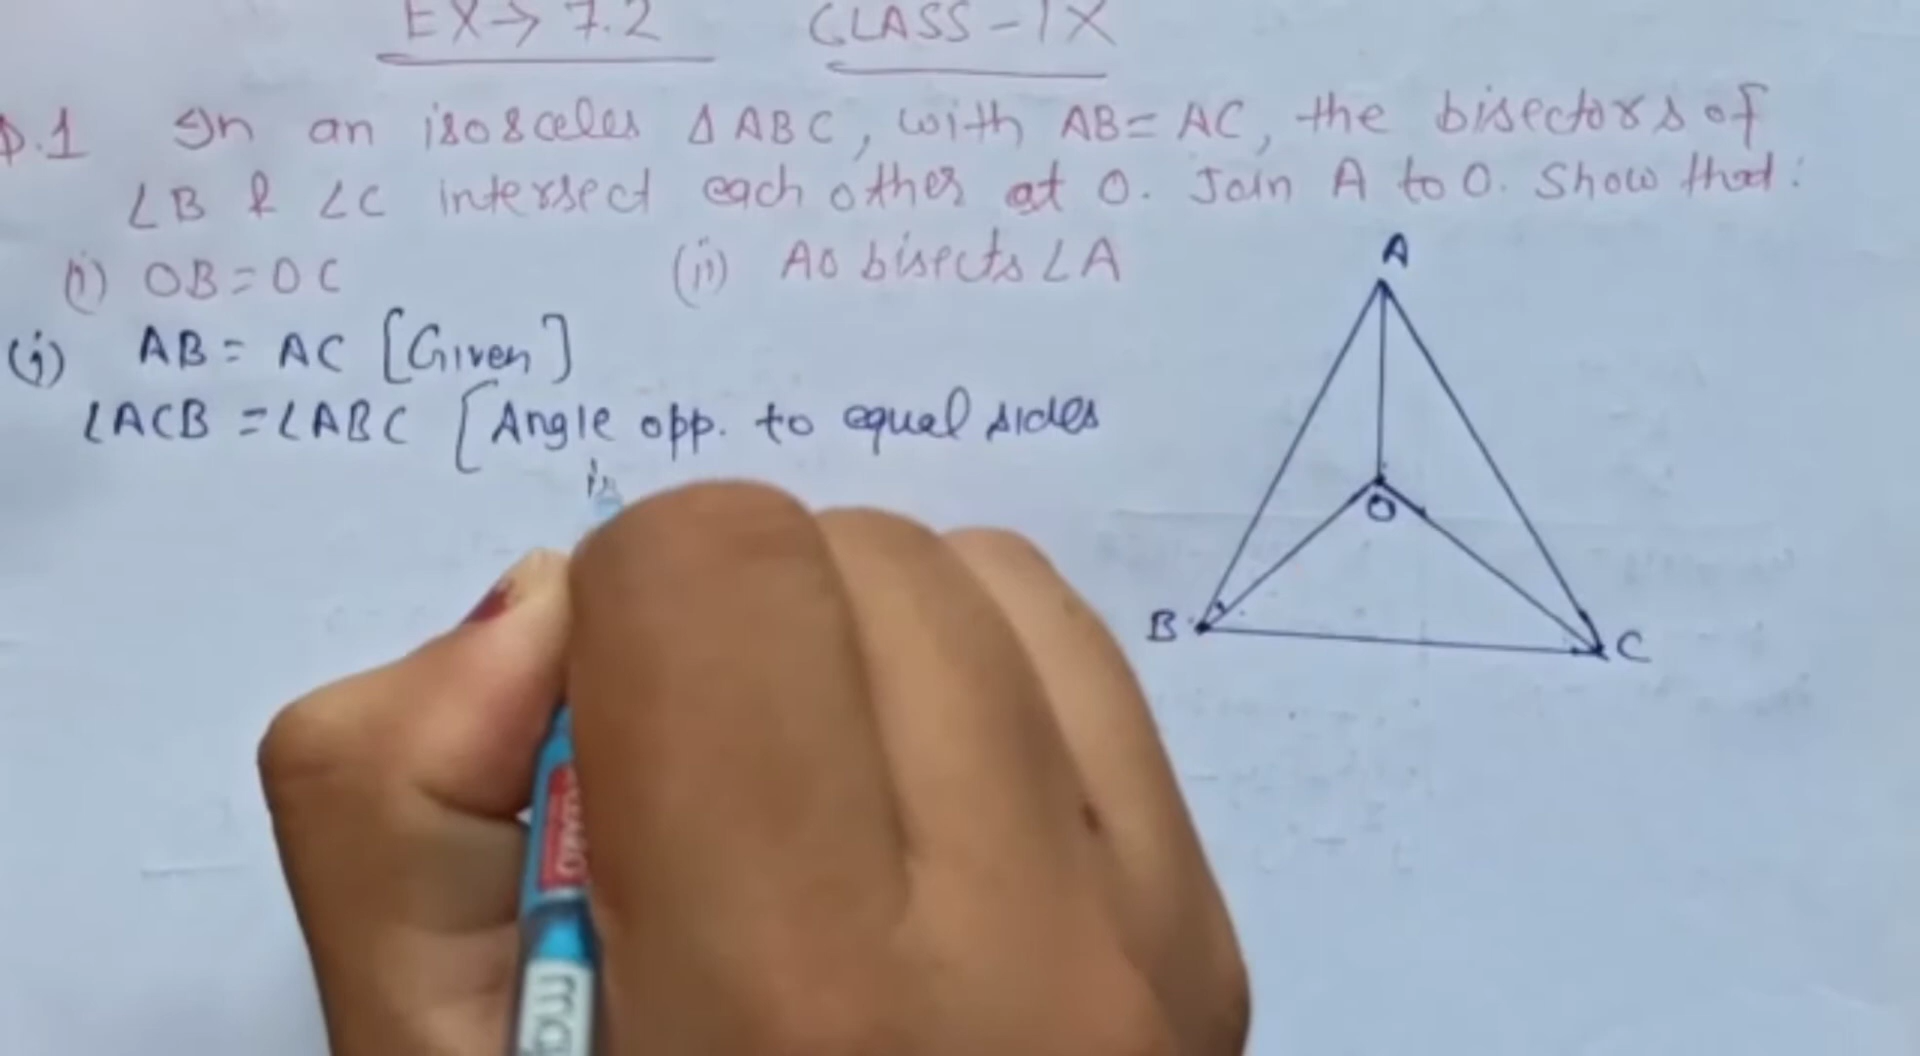 EX→ 7.2 CLASS-IX
.1 In an isosceles Δ ABC, with AB= AC, the bisectors of
∠B & ∠C intersect each other at O. Join A to O. Show that:
(i) OB=OC (ii) AO bisects ∠A
(i) AB= AC [Given]
∠ACB =∠ABC [Angle opp. to equal sides
A
O
B
C